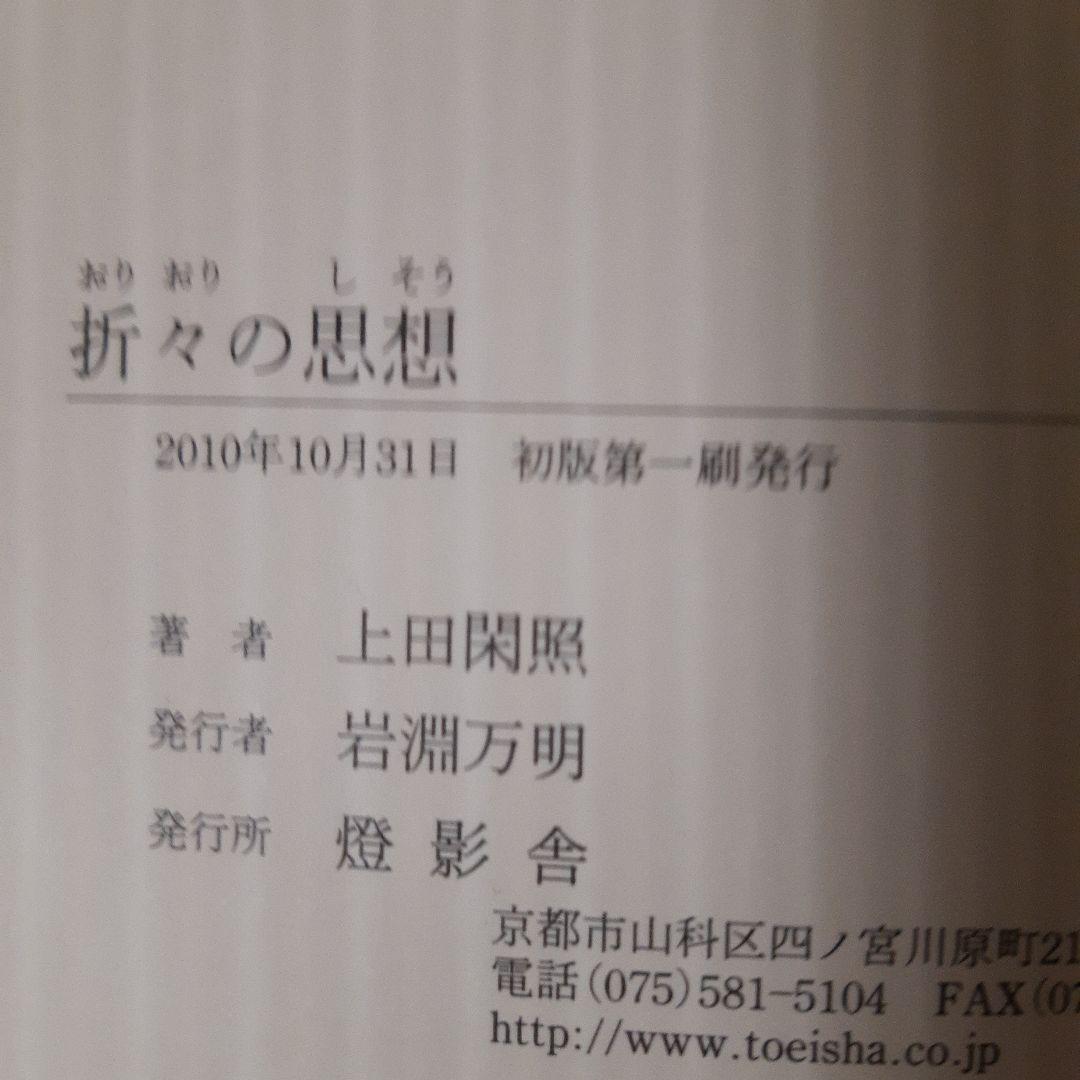 おり おり し そう
折々の思想
2010年10月31日 初版第一刷発行
著 者 上田閑照
発行者 岩淵万明
発行所 燈影舎
京都市山科区四ノ宮川原町21
電話(075)581-5104 FAX(07
http://www.toeisha.co.jp